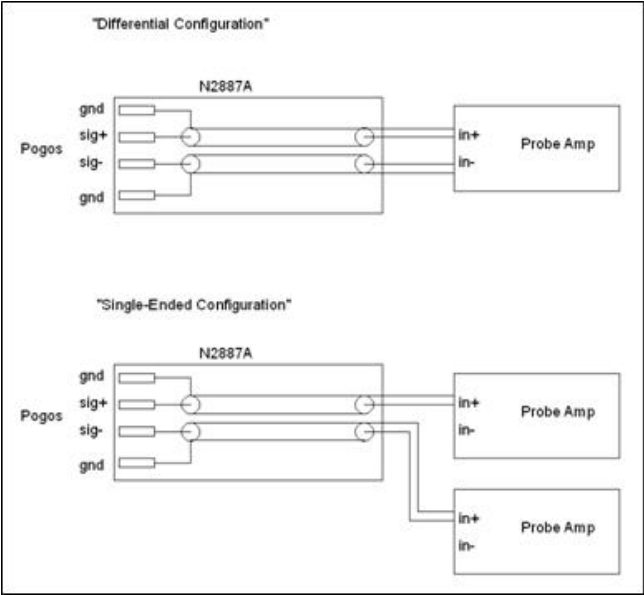 "Differential Configuration"
N2887A
gnd
sig+
Pogos
sig-
gnd
in+
Probe Amp
in-
"Single-Ended Configuration"
N2887A
gnd
sig+
Pogos
sig-
gnd
in+
Probe Amp
in-
in+
Probe Amp
in-